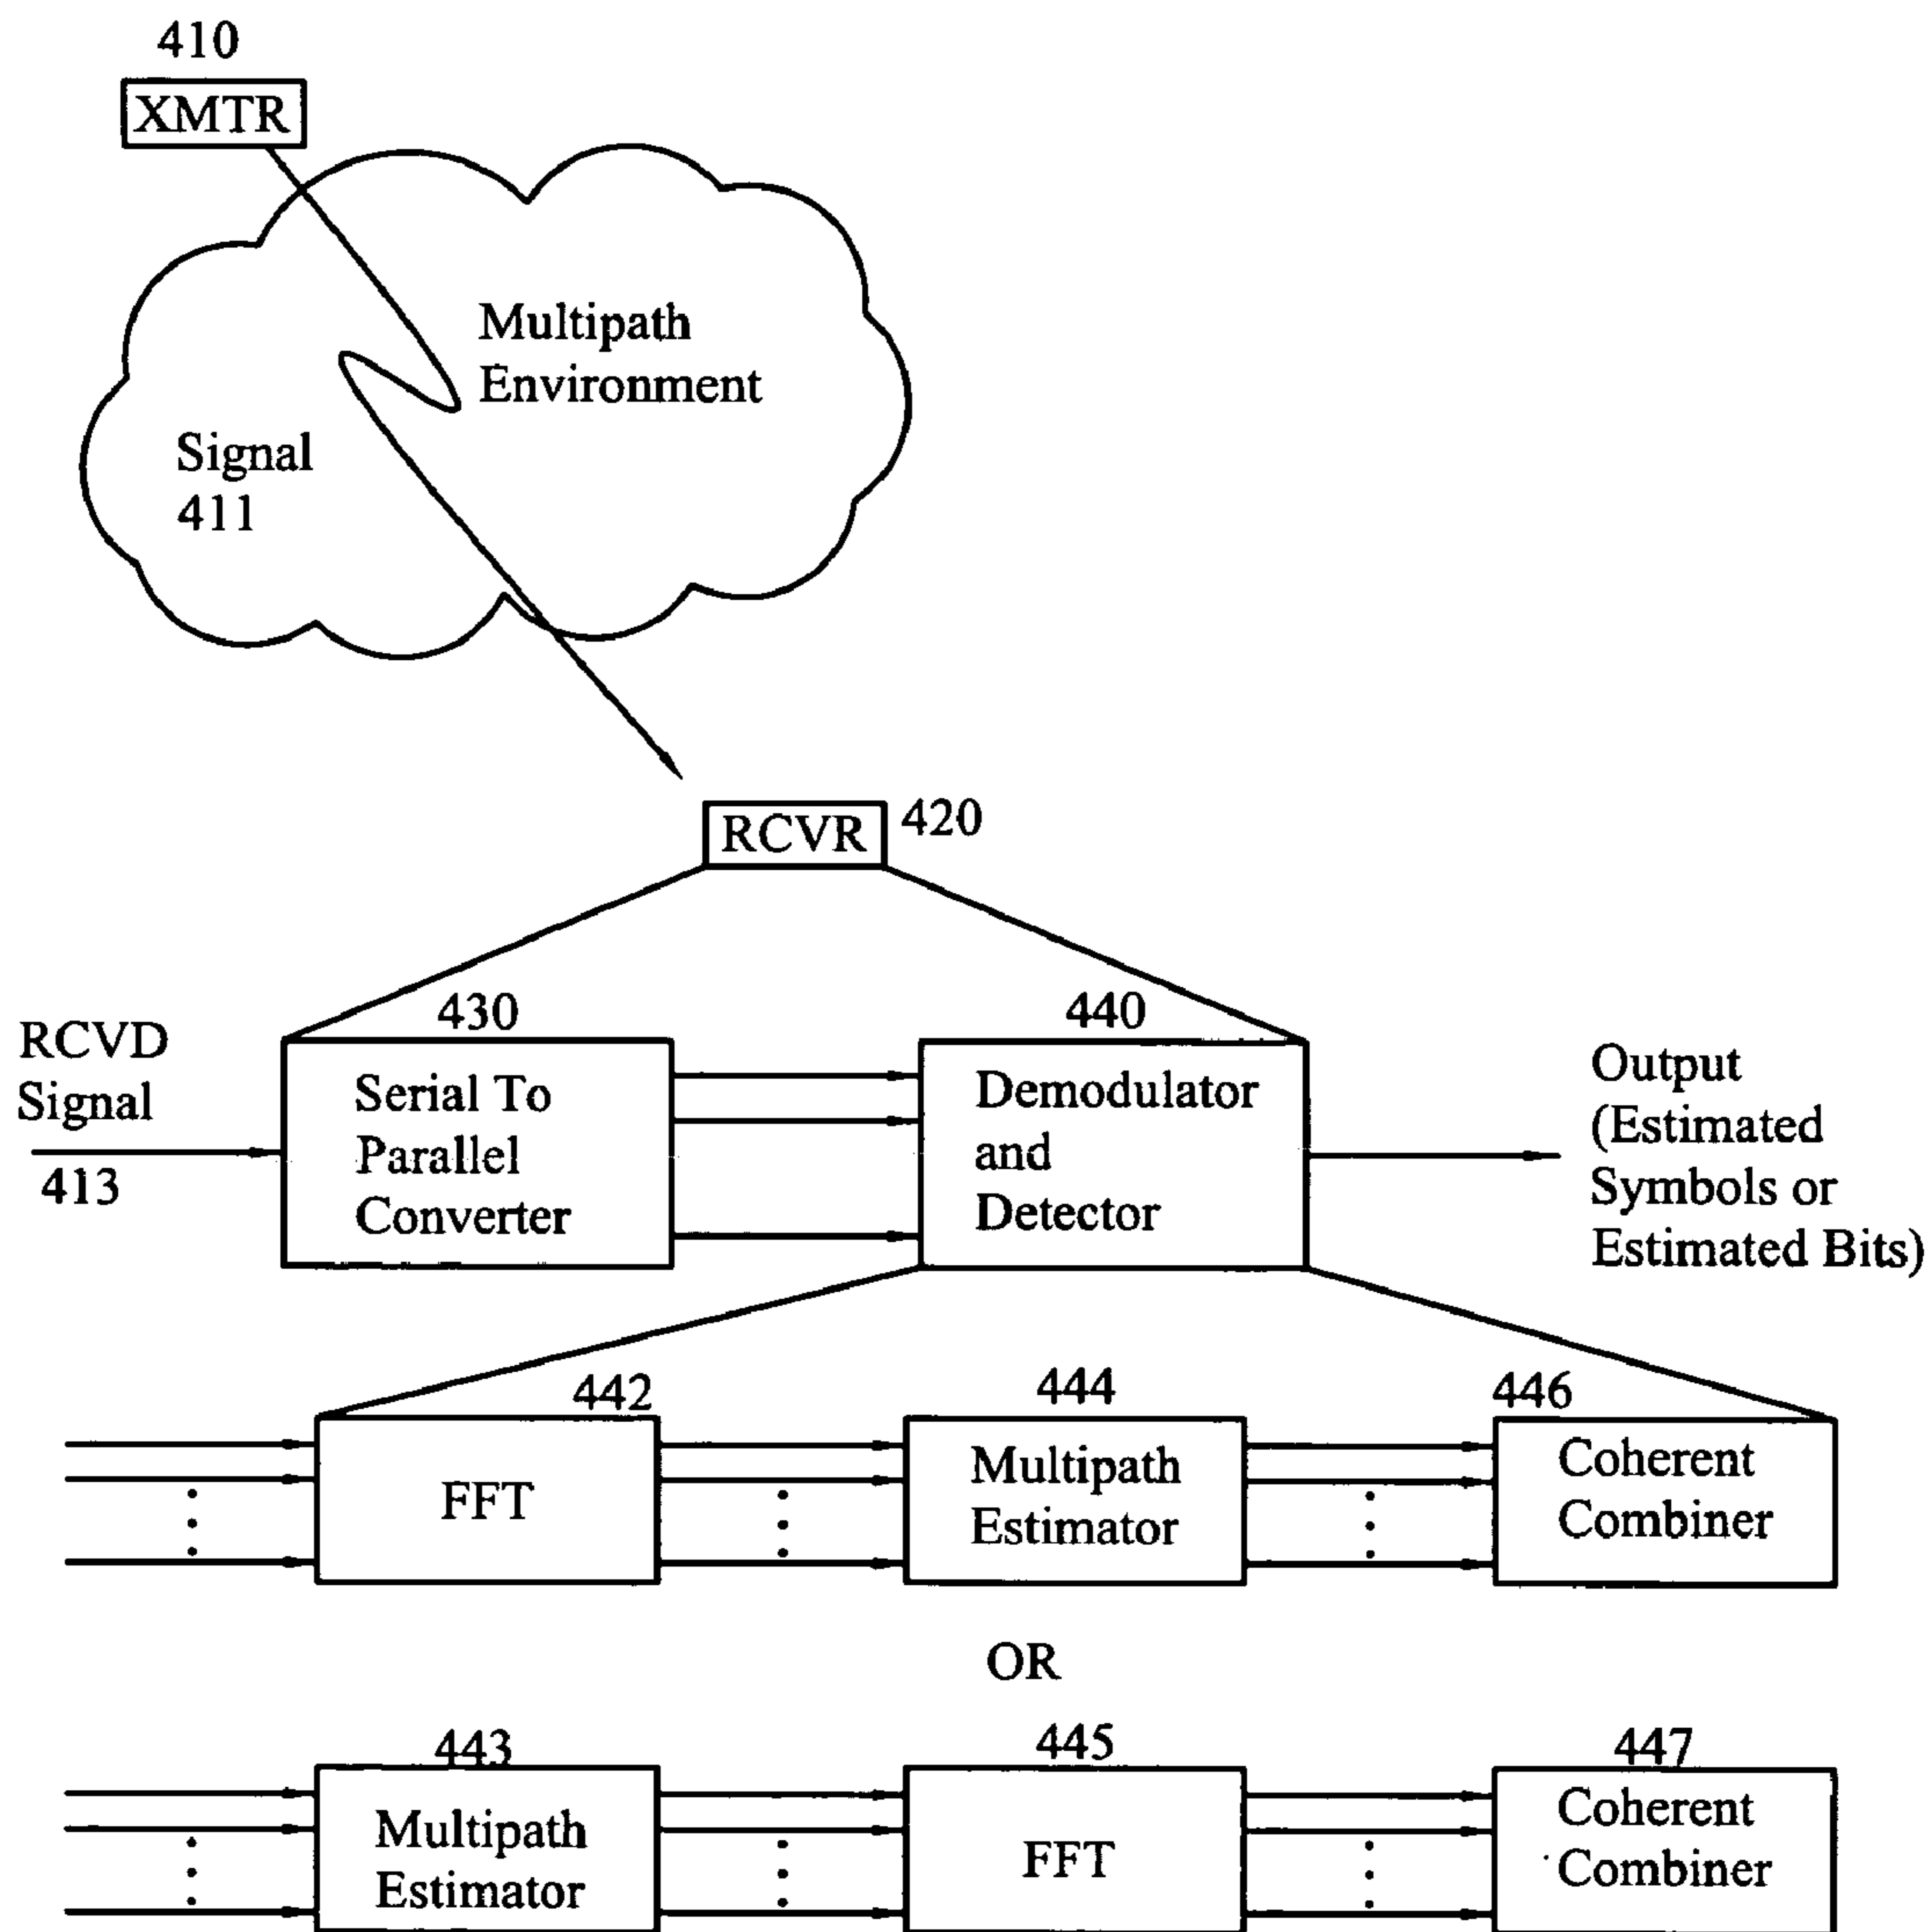 410
XMTR
Multipath
Environment
Signal
411
RCVR
420
430
440
RCVD
Signal
413
Serial To
Parallel
Converter
Demodulator
and
Detector
Output
(Estimated
Symbols or
Estimated Bits)
442
444
446
FFT
Multipath
Estimator
Coherent
Combiner
OR
443
445
447
Multipath
Estimator
FFT
Coherent
Combiner